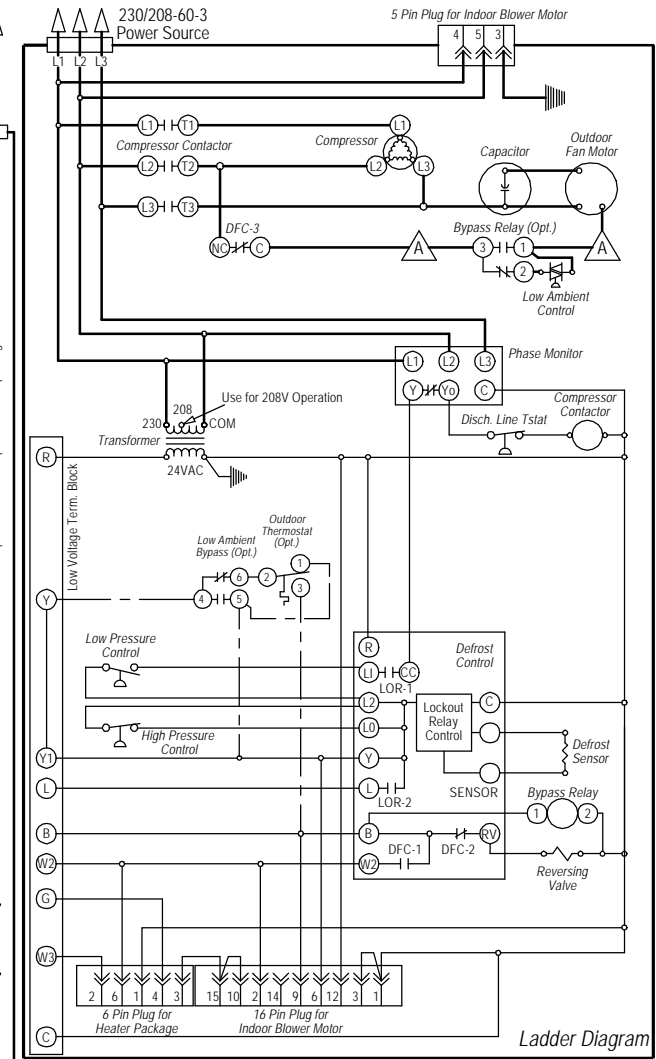 230/208-60-3
Power Source
5 Pin Plug for Indoor Blower Motor
4 5 3
L1 L2 L3
L1 T1
L1
Compressor Contactor
Compressor
Capacitor
Outdoor
Fan Motor
L2 T2
L2 L3
L3 T3
DFC-3
Bypass Relay (Opt.)
NC C
A
3 1
A
2
Low Ambient
Control
L1 L2 L3
Phase Monitor
Y Yo C
208
Use for 208V Operation
230
COM
Transformer
Disch. Line Tstat
Compressor
Contactor
24VAC
R
Low Voltage Term. Block
Low Ambient
Bypass (Opt.)
Outdoor
Thermostat
(Opt.)
1
6 2
3
Y
4 5
Low Pressure
Control
R
Defrost
Control
LI CC
LOR-1
L2
Lockout
Relay
Control
C
High Pressure
Control
L0
Defrost
Sensor
Y1
Y
SENSOR
L
L
LOR-2
Bypass Relay
1 2
B
B
RV
DFC-1 DFC-2
W2
W2
Reversing
Valve
G
W3
2 6 1 4 3
15 10 2 14 9 6 12 3 1
6 Pin Plug for
Heater Package
16 Pin Plug for
Indoor Blower Motor
C
Ladder Diagram